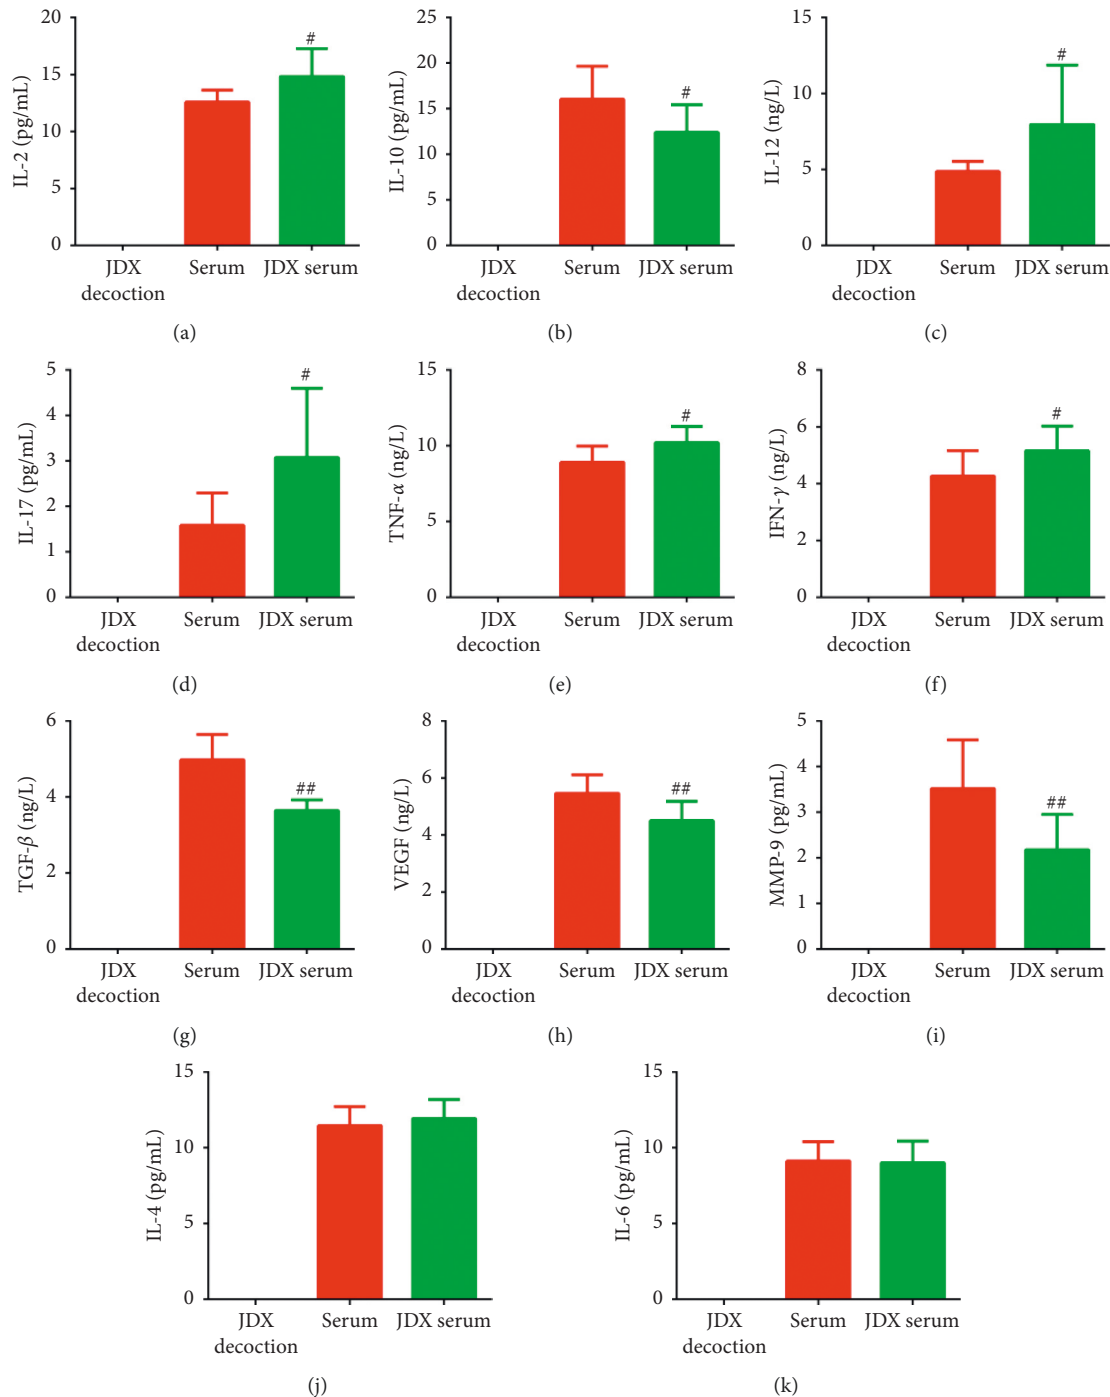 20
15
10
5
0
IL-2 (pg/mL)
#
JDX
decoction
Serum
JDX serum
(a)
25
20
15
10
5
0
IL-10 (pg/mL)
#
JDX
decoction
Serum
JDX serum
(b)
15
10
5
0
IL-12 (ng/L)
#
JDX
decoction
Serum
JDX serum
(c)
5
4
3
2
1
0
IL-17 (pg/mL)
#
JDX
decoction
Serum
JDX serum
(d)
15
10
5
0
TNF-α (ng/L)
#
JDX
decoction
Serum
JDX serum
(e)
8
6
4
4
0
IFN-γ (ng/L)
#
JDX
decoction
Serum
JDX serum
(f)
6
4
2
0
TGF-β (ng/L)
##
JDX
decoction
Serum
JDX serum
(g)
8
6
4
2
0
VEGF (ng/L)
##
JDX
decoction
Serum
JDX serum
(h)
5
4
3
2
1
0
MMP-9 (pg/mL)
##
JDX
decoction
Serum
JDX serum
(i)
15
10
5
0
IL-4 (pg/mL)
JDX
decoction
Serum
JDX serum
(j)
15
10
5
0
IL-6 (pg/mL)
JDX
decoction
Serum
JDX serum
(k)